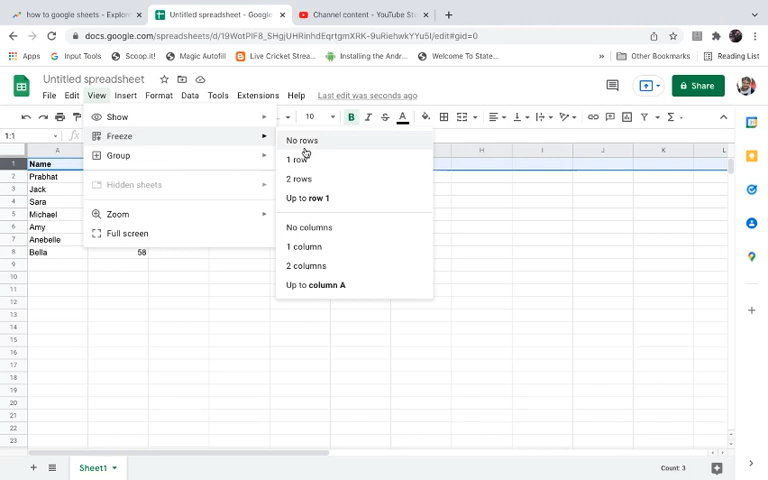 how to google sheets - Explore
Untitled spreadsheet - Google
Channel content - YouTube Stu
docs.google.com/spreadsheets/d/19WotPlF8_SHgjUHRinhdEqrtgmXRK-9uRiehwkYYu5I/edit#gid=0
Apps
Input Tools
Scoop.it!
Magic Autofill
Live Cricket Strea...
Installing the And...
Welcome To State...
Other Bookmarks
Reading List
Untitled spreadsheet
File Edit View Insert Format Data Tools Extensions Help Last edit was seconds ago
Share
10 B I S A
1:1 fx
Show
Freeze
Group
Hidden sheets
Zoom
Full screen
No rows
1 row
2 rows
Up to row 1
No columns
1 column
2 columns
Up to column A
A H I J K L
1 Name
2 Prabhat
3 Jack
4 Sara
5 Michael
6 Amy
7 Anebelle
8 Bella 58
9
10
11
12
13
14
15
16
17
18
19
20
21
22
23
Sheet1
Count: 3